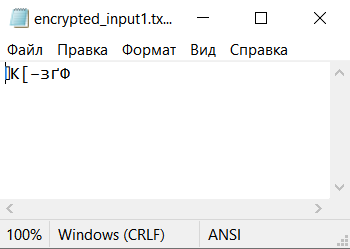 encrypted_input1.tx...
Файл Правка Формат Вид Справка
К[–зґФ
100% Windows (CRLF) ANSI